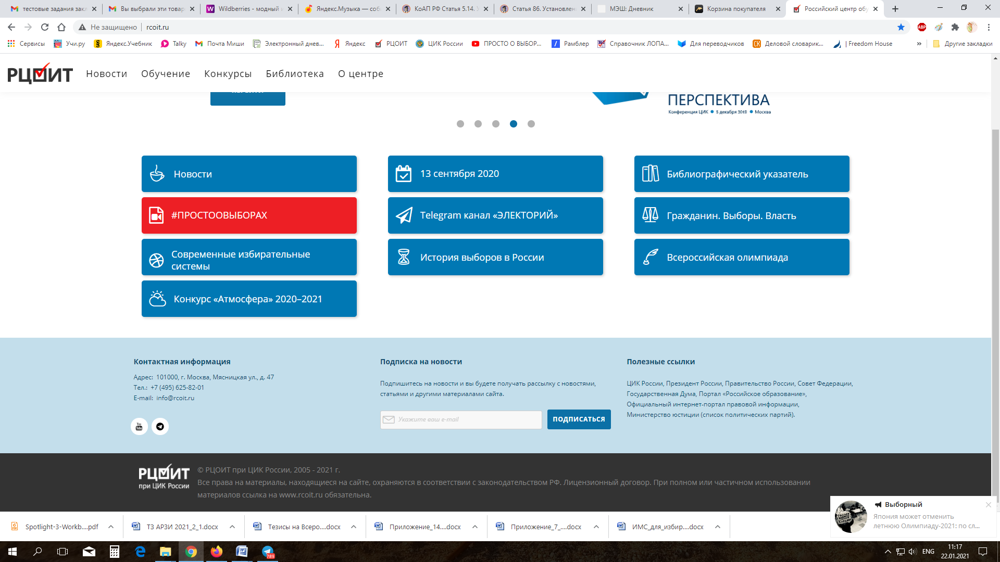 тестовые задания закл
Вы выбрали эти товар
Wildberries - модный
Яндекс.Музыка — соб
КоАП РФ Статья 5.14. У
Статья 86. Установлен
МЭШ: Дневник
Корзина покупателя
Российский центр обу
Не защищено
rcoit.ru
ABP
Сервисы
Учи.ру
Яндекс.Учебник
Talky
Почта Миши
Электронный днев...
Яндекс
РЦОИТ
ЦИК России
ПРОСТО О ВЫБОР...
Рамблер
Справочник ЛОПА...
Для переводчиков
Деловой словарик...
| Freedom House
»
Другие закладки
РЦОИТ
Новости
Обучение
Конкурсы
Библиотека
О центре
ПЕРСПЕКТИВА
Конференция ЦИК ● 5 декабря 2019 ● Москва
Новости
13 сентября 2020
Библиографический указатель
#ПРОСТООВЫБОРАХ
Telegram канал «ЭЛЕКТОРИЙ»
Гражданин. Выборы. Власть
Современные избирательные
системы
История выборов в России
Всероссийская олимпиада
Конкурс «Атмосфера» 2020–2021
Контактная информация
Адрес: 101000, г. Москва, Мясницкая ул., д. 47
Тел.: +7 (495) 625-82-01
E-mail: info@rcoit.ru
You
Tube
Подписка на новости
Подпишитесь на новости и вы будете получать рассылку с новостями,
статьями и другими материалами сайта.
Укажите ваш e-mail
ПОДПИСАТЬСЯ
Полезные ссылки
ЦИК России, Президент России, Правительство России, Совет Федерации,
Государственная Дума, Портал «Российское образование»,
Официальный интернет-портал правовой информации,
Министерство юстиции (список политических партий).
РЦОИТ
при ЦИК России
© РЦОИТ при ЦИК России, 2005 - 2021 г.
Все права на материалы, находящиеся на сайте, охраняются в соответствии с законодательством РФ. Лицензионный договор. При полном или частичном использовании
материалов ссылка на www.rcoit.ru обязательна.
Выборный
Япония может отменить
летнюю Олимпиаду-2021: по сл...
Spotlight-3-Workb....pdf
ТЗ АРЗИ 2021_2_1.docx
Тезисы на Всеро....docx
Приложение_14....docx
Приложение_7_....docx
ИМС_для_избир....docx
789
ENG
11:17
22.01.2021